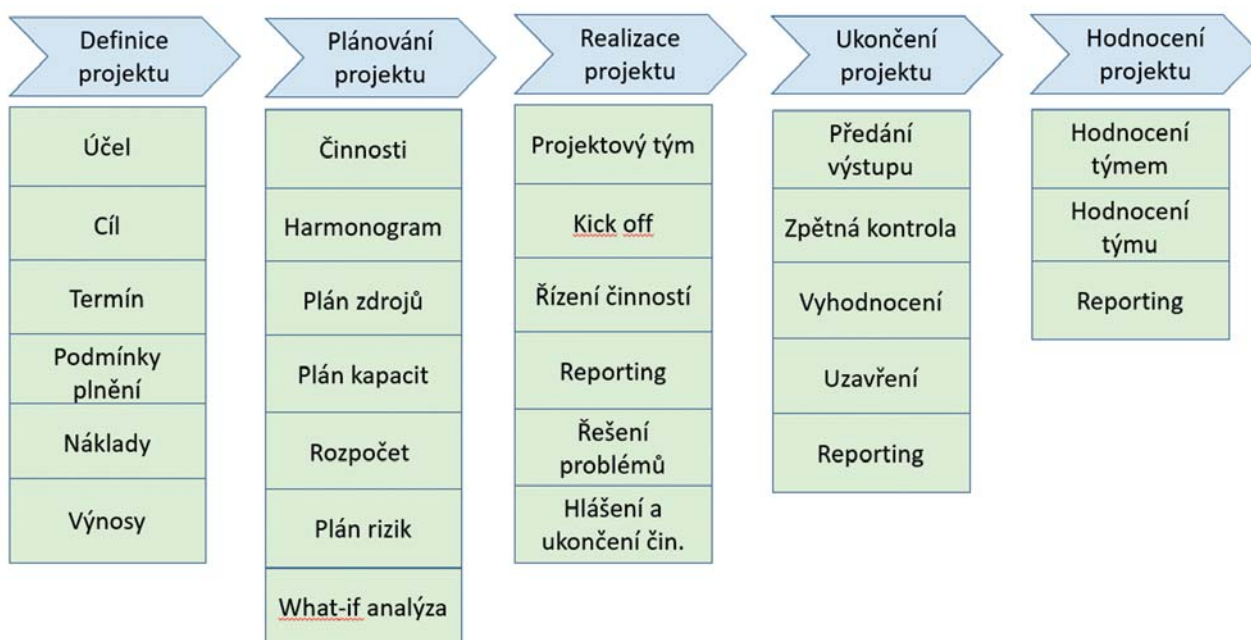 Definice
projektu
Účel
Cíl
Termín
Podmínky
plnění
Náklady
Výnosy
Plánování
projektu
Činnosti
Harmonogram
Plán zdrojů
Plán kapacit
Rozpočet
Plán rizik
What-if analýza
Realizace
projektu
Projektový tým
Kick off
Řízení činností
Reporting
Řešení
problémů
Hlášení a
ukončení čin.
Ukončení
projektu
Předání
výstupu
Zpětná kontrola
Vyhodnocení
Uzavření
Reporting
Hodnocení
projektu
Hodnocení
týmem
Hodnocení
týmu
Reporting